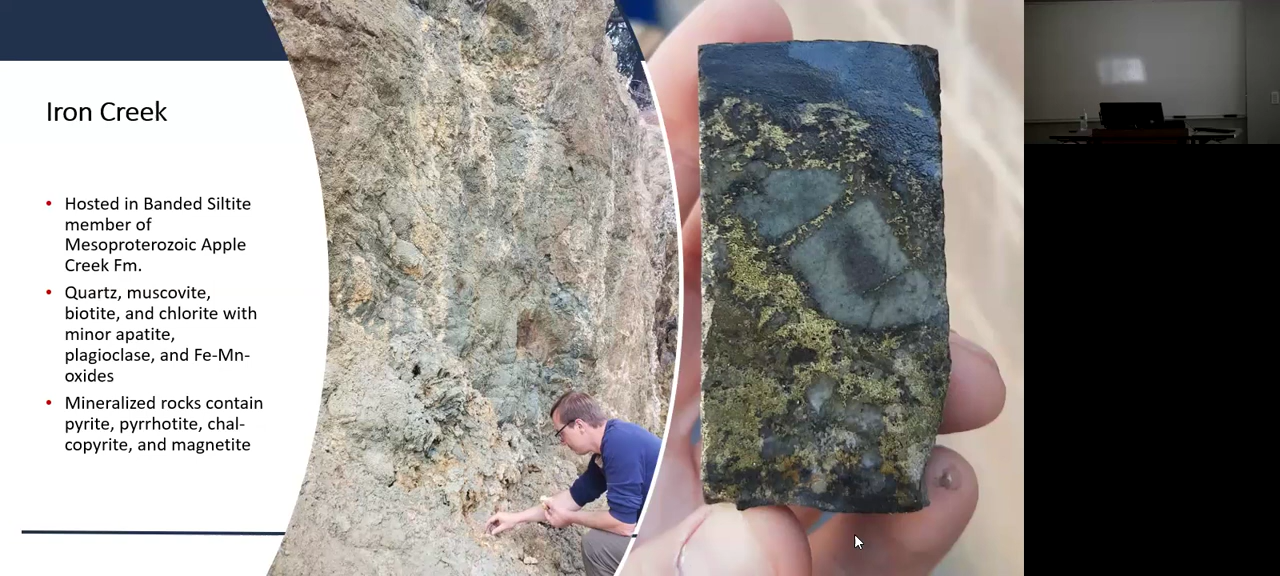 Iron Creek
Hosted in Banded Siltite
member of
Mesoproterozoic Apple
Creek Fm.
Quartz, muscovite,
biotite, and chlorite with
minor apatite,
plagioclase, and Fe-Mn-
oxides
Mineralized rocks contain
pyrite, pyrrhotite, chal-
copyrite, and magnetite